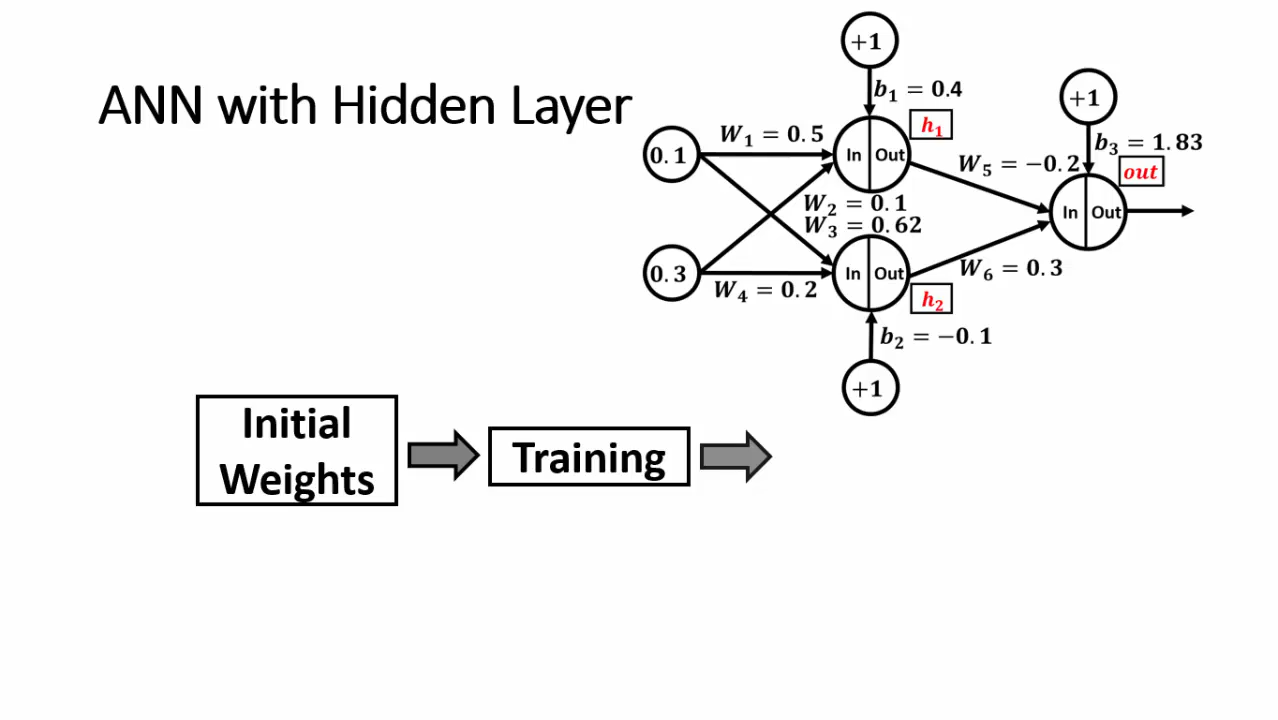 ANN with Hidden Layer
+1
b₁ = 0.4
h₁
+1
b₃ = 1.83
out
0.1
W₁ = 0.5
In Out
W₅ = −0.2
W₂ = 0.1
W₃ = 0.62
In Out
0.3
W₄ = 0.2
In Out
W₆ = 0.3
h₂
b₂ = −0.1
+1
Initial
Weights
Training